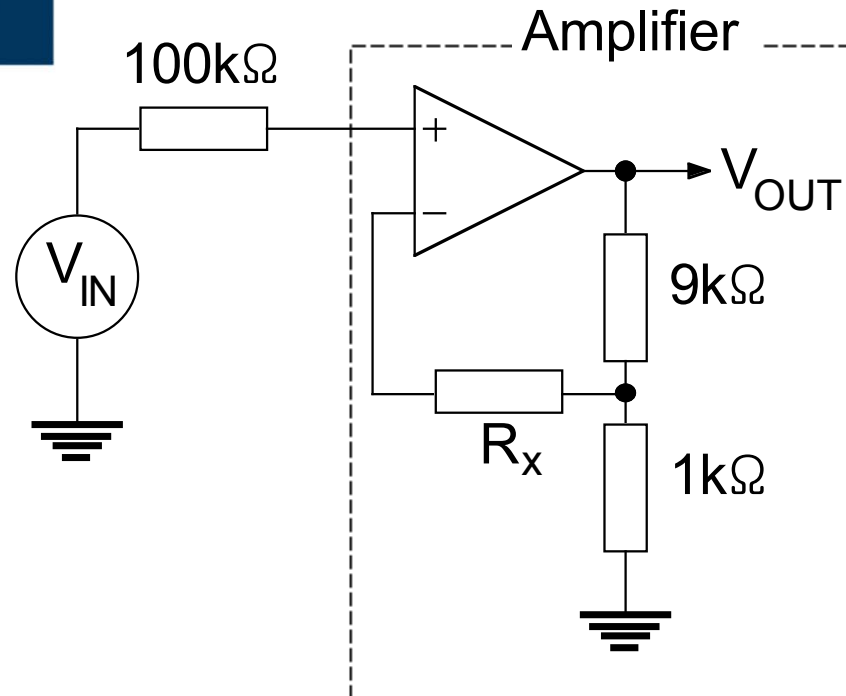 Amplifier
100kΩ
+
−
V_OUT
V_IN
9kΩ
R_x
1kΩ